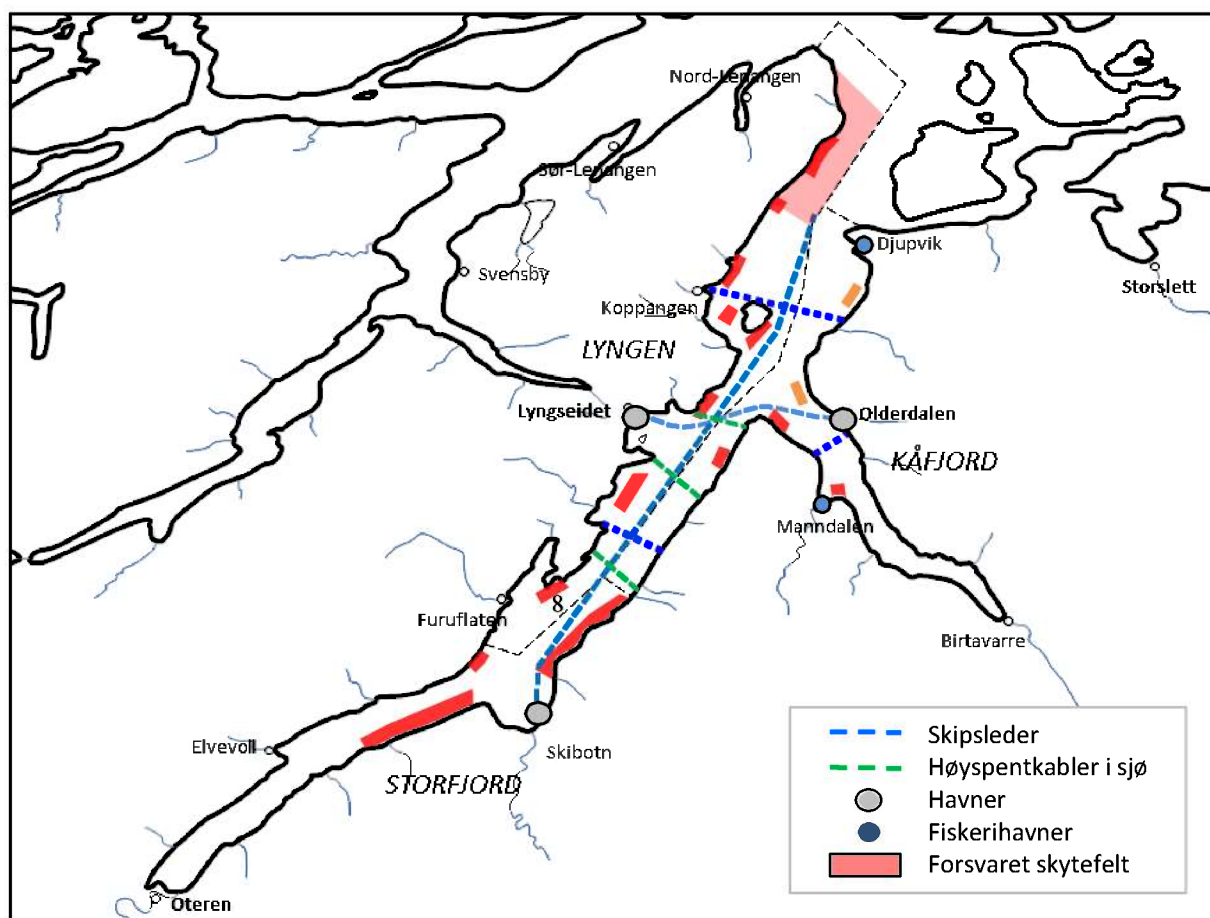 Nord-Lenangen
Sør-Lenangen
Djupvik
Svensby
Storslett
Koppangen
LYNGEN
Lyngseidet
Olderdalen
KÅFJORD
Manndalen
8
Furuflaten
Birtavarre
Elvevoll
Skibotn
STORFJORD
Oteren
Skipsleder
Høyspentkabler i sjø
Havner
Fiskerihavner
Forsvaret skytefelt